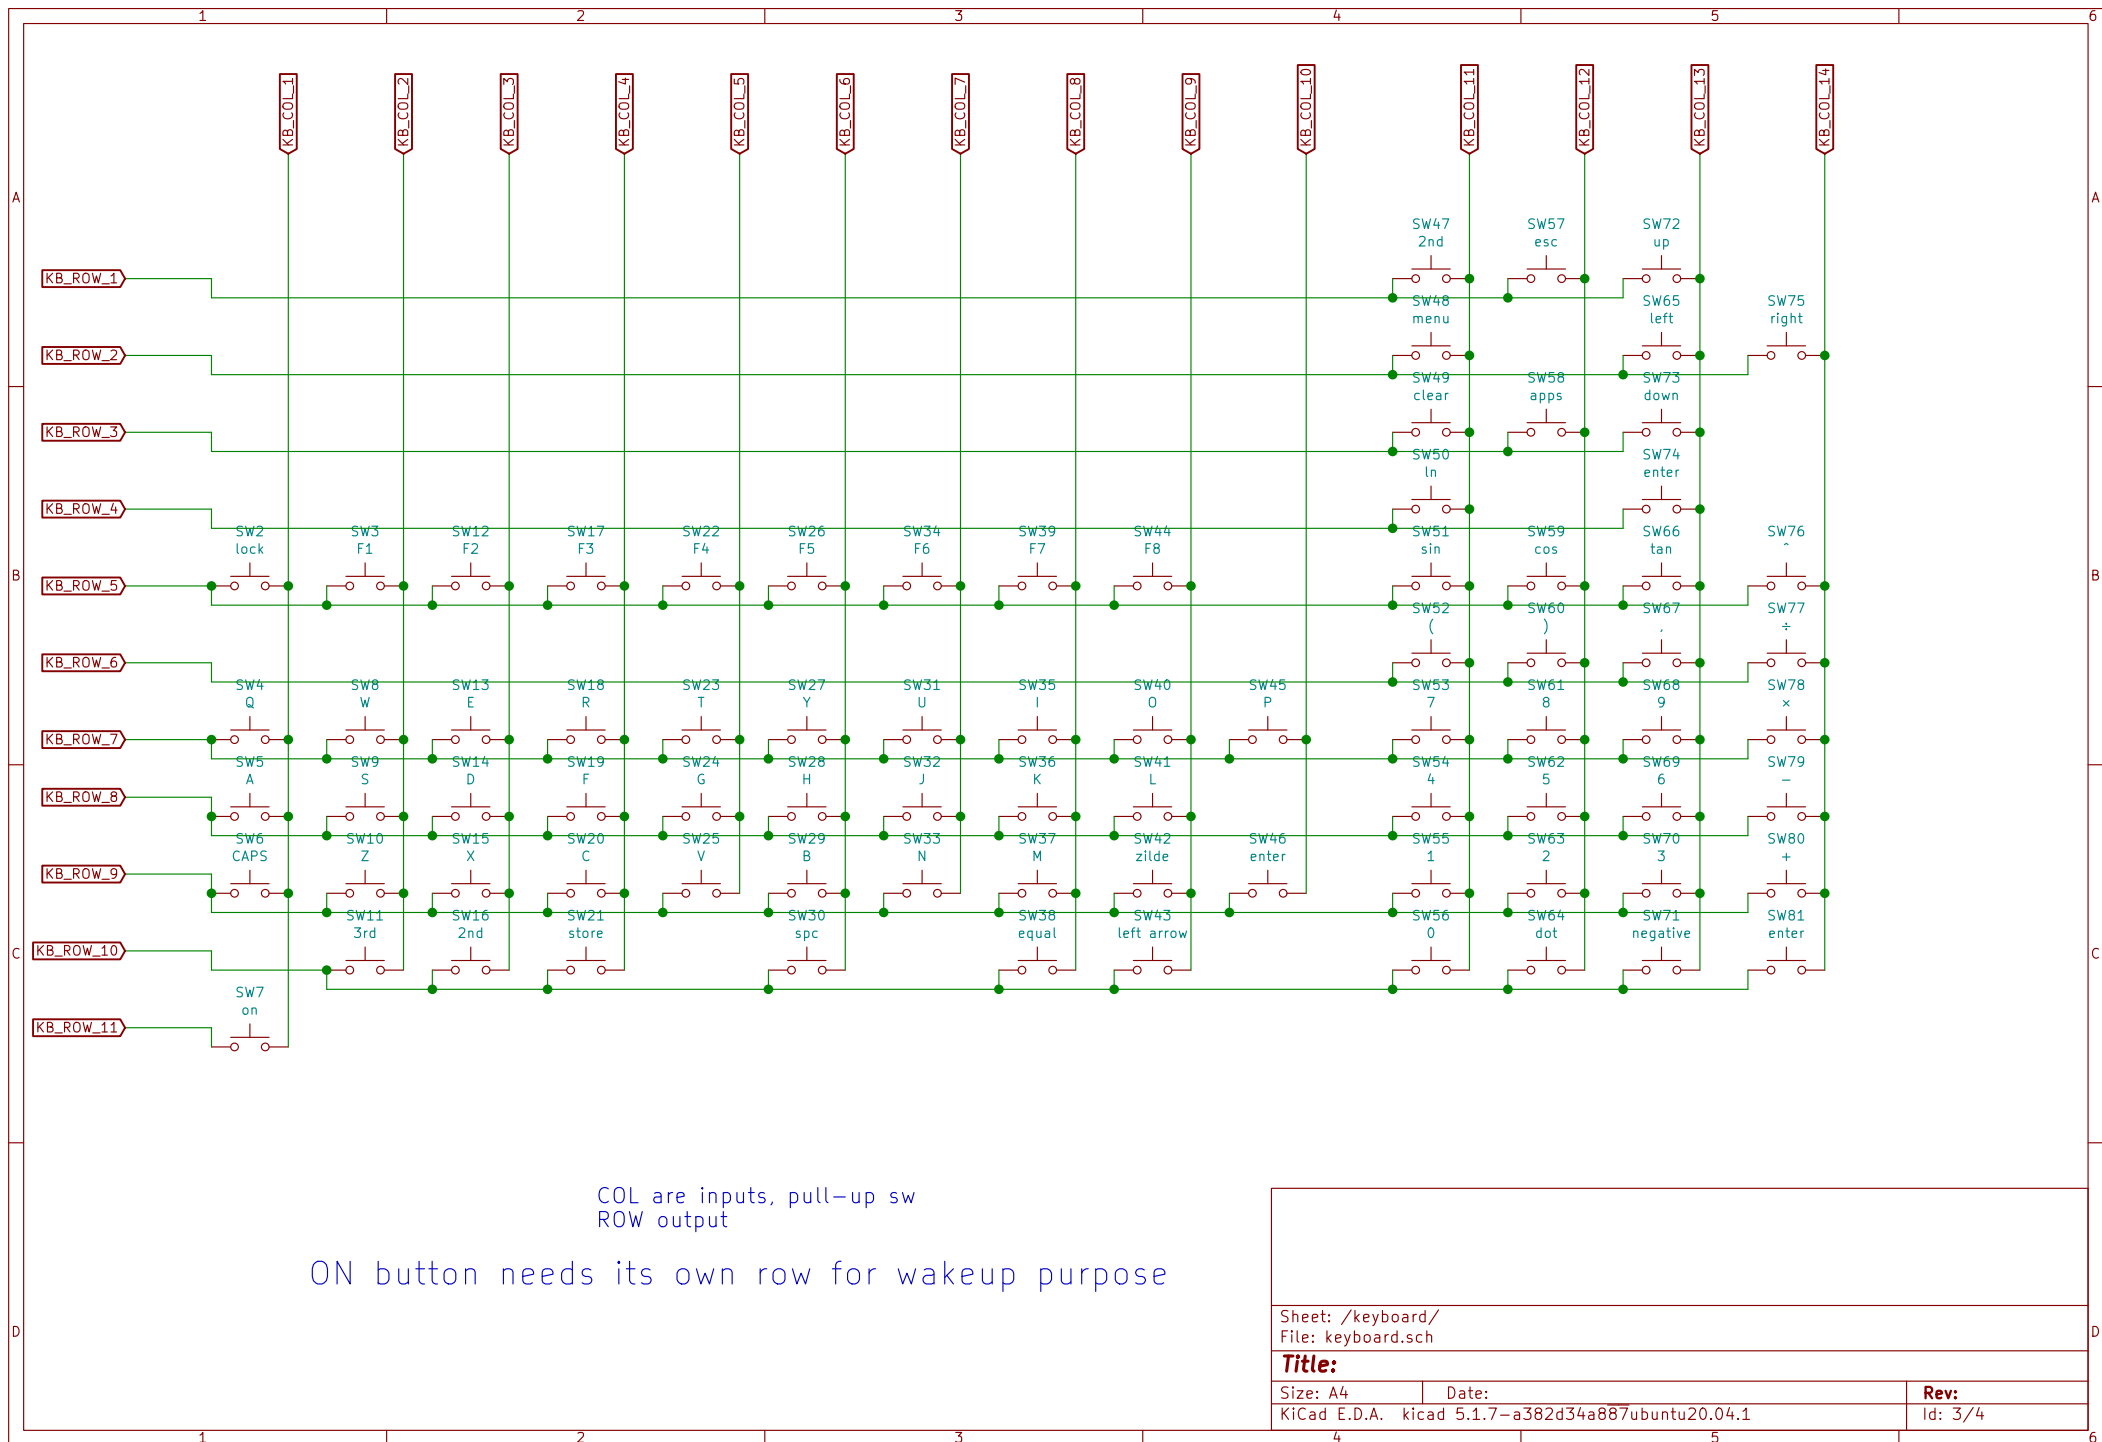 1 2 3 4 5 6
KB_COL_1 KB_COL_2 KB_COL_3 KB_COL_4 KB_COL_5 KB_COL_6 KB_COL_7 KB_COL_8 KB_COL_9 KB_COL_10 KB_COL_11 KB_COL_12 KB_COL_13 KB_COL_14
A A
SW47 SW57 SW72
2nd esc up
KB_ROW_1
SW48 SW65 SW75
menu left right
KB_ROW_2
SW49 SW58 SW73
clear apps down
KB_ROW_3
SW50 SW74
ln enter
KB_ROW_4
SW2 SW3 SW12 SW17 SW22 SW26 SW34 SW39 SW44 SW51 SW59 SW66 SW76
lock F1 F2 F3 F4 F5 F6 F7 F8 sin cos tan ^
B KB_ROW_5 B
SW52 SW60 SW67 SW77
( ) , ÷
KB_ROW_6
SW4 SW8 SW13 SW18 SW23 SW27 SW31 SW35 SW40 SW45 SW53 SW61 SW68 SW78
Q W E R T Y U I O P 7 8 9 ×
KB_ROW_7
SW5 SW9 SW14 SW19 SW24 SW28 SW32 SW36 SW41 SW54 SW62 SW69 SW79
A S D F G H J K L 4 5 6 −
KB_ROW_8
SW6 SW10 SW15 SW20 SW25 SW29 SW33 SW37 SW42 SW46 SW55 SW63 SW70 SW80
CAPS Z X C V B N M zilde enter 1 2 3 +
KB_ROW_9
SW11 SW16 SW21 SW30 SW38 SW43 SW56 SW64 SW71 SW81
3rd 2nd store spc equal left arrow 0 dot negative enter
C KB_ROW_10 C
SW7
on
KB_ROW_11
COL are inputs, pull-up sw
ROW output
ON button needs its own row for wakeup purpose
Sheet: /keyboard/
File: keyboard.sch
D D
Title:
Size: A4 Date: Rev:
KiCad E.D.A. kicad 5.1.7-a382d34a887ubuntu20.04.1 Id: 3/4
1 2 3 4 5 6